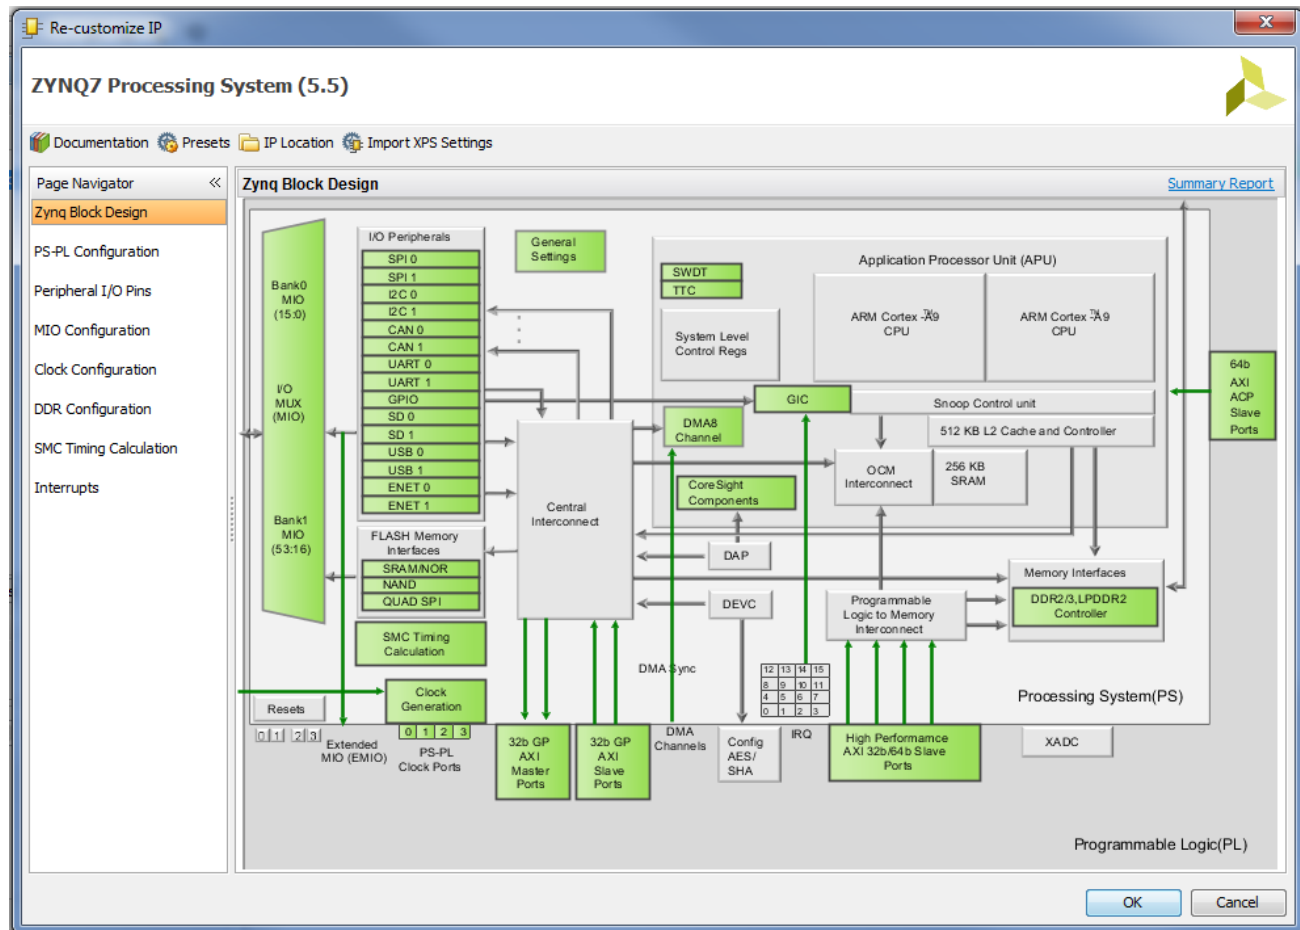 Re-customize IP
ZYNQ7 Processing System (5.5)
Documentation Presets IP Location Import XPS Settings
Page Navigator
Zynq Block Design
PS-PL Configuration
Peripheral I/O Pins
MIO Configuration
Clock Configuration
DDR Configuration
SMC Timing Calculation
Interrupts
Zynq Block Design
Summary Report
Bank0
MIO
(15:0)
I/O
MUX
(MIO)
Bank1
MIO
(53:16)
I/O Peripherals
SPI 0
SPI 1
I2C 0
I2C 1
CAN 0
CAN 1
UART 0
UART 1
GPIO
SD 0
SD 1
USB 0
USB 1
ENET 0
ENET 1
FLASH Memory
Interfaces
SRAM/NOR
NAND
QUAD SPI
SMC Timing
Calculation
General
Settings
Application Processor Unit (APU)
SWDT
TTC
System Level
Control Regs
ARM Cortex -A9
CPU
ARM Cortex -A9
CPU
GIC
Snoop Control unit
512 KB L2 Cache and Controller
DMA8
Channel
OCM
Interconnect
256 KB
SRAM
CoreSight
Components
Central
Interconnect
DAP
DEVC
Programmable
Logic to Memory
Interconnect
Memory Interfaces
DDR2/3,LPDDR2
Controller
64b
AXI
ACP
Slave
Ports
DMA Sync
12 13 14 15
8 9 10 11
4 5 6 7
0 1 2 3
IRQ
Processing System(PS)
Resets
0 1 2 3
Clock
Generation
0 1 2 3
Extended
MIO (EMIO)
PS-PL
Clock Ports
32b GP
AXI
Master
Ports
32b GP
AXI
Slave
Ports
DMA
Channels
Config
AES/
SHA
High Performamce
AXI 32b/64b Slave
Ports
XADC
Programmable Logic(PL)
OK
Cancel